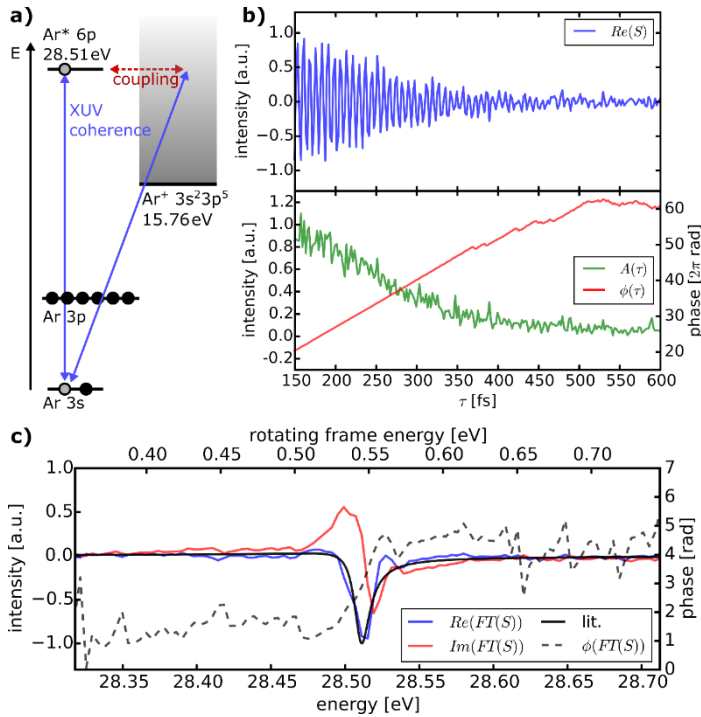 a)
Ar* 6p
28.51eV
E
coupling
XUV
coherence
Ar⁺ 3s²3p⁵
15.76eV
Ar 3p
Ar 3s
b)
intensity [a.u.]
1.0
0.5
0.0
−0.5
−1.0
Re(S)
intensity [a.u.]
1.2
1.0
0.8
0.6
0.4
0.2
0.0
-0.2
A(τ)
ϕ(τ)
60
50
40
30
20
phase [2π rad]
150 200 250 300 350 400 450 500 550 600
τ [fs]
c)
rotating frame energy [eV]
0.40 0.45 0.50 0.55 0.60 0.65 0.70
intensity [a.u.]
1.0
0.5
0.0
−0.5
−1.0
7
6
5
4
3
2
1
0
phase [rad]
Re(FT(S))
Im(FT(S))
lit.
ϕ(FT(S))
28.35 28.40 28.45 28.50 28.55 28.60 28.65 28.70
energy [eV]